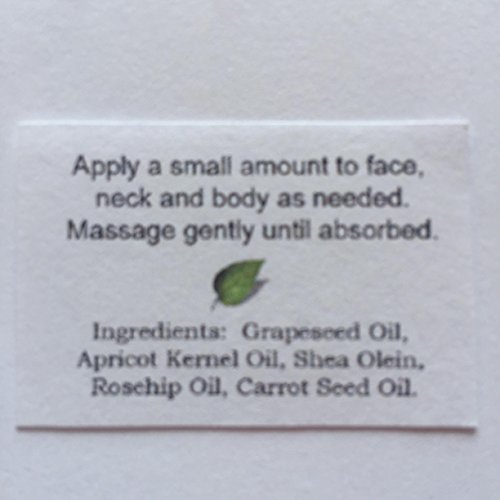 Apply a small amount to face,
neck and body as needed.
Massage gently until absorbed.
Ingredients: Grapeseed Oil,
Apricot Kernel Oil, Shea Olein,
Rosehip Oil, Carrot Seed Oil.